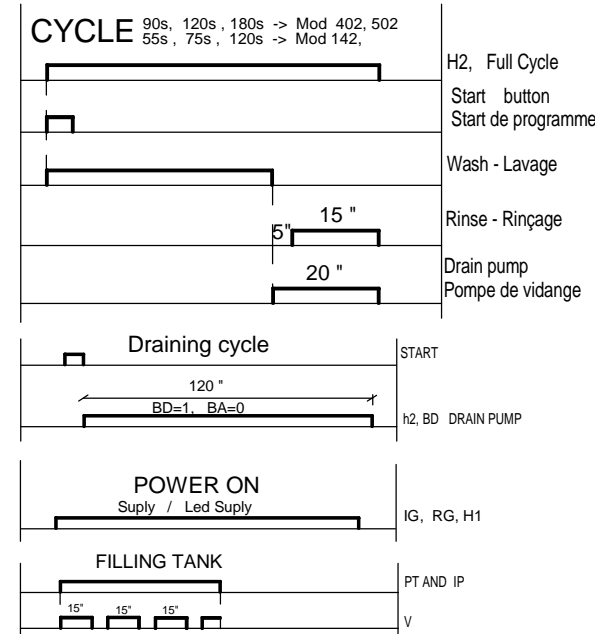 CYCLE 90s, 120s, 180s -> Mod 402, 502
55s, 75s, 120s -> Mod 142,
H2, Full Cycle
Start button
Start de programme
Wash - Lavage
15 "
5"
Rinse - Rinçage
20 "
Drain pump
Pompe de vidange
Draining cycle
START
120 "
BD=1, BA=0
h2, BD DRAIN PUMP
POWER ON
Suply / Led Suply
IG, RG, H1
FILLING TANK
PT AND IP
15" 15" 15"
V